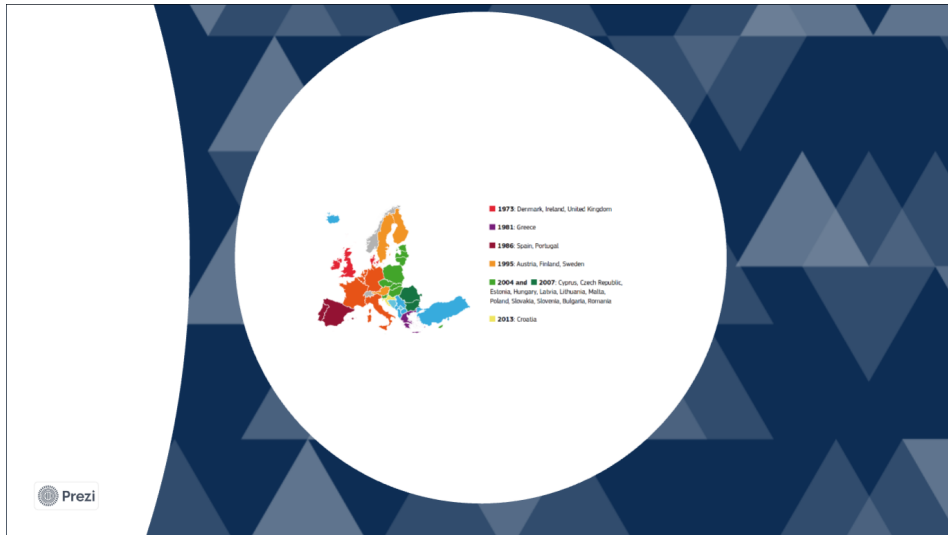 1973: Denmark, Ireland, United Kingdom
1981: Greece
1986: Spain, Portugal
1995: Austria, Finland, Sweden
2004 and 2007: Cyprus, Czech Republic,
Estonia, Hungary, Latvia, Lithuania, Malta,
Poland, Slovakia, Slovenia, Bulgaria, Romania
2013: Croatia
Prezi